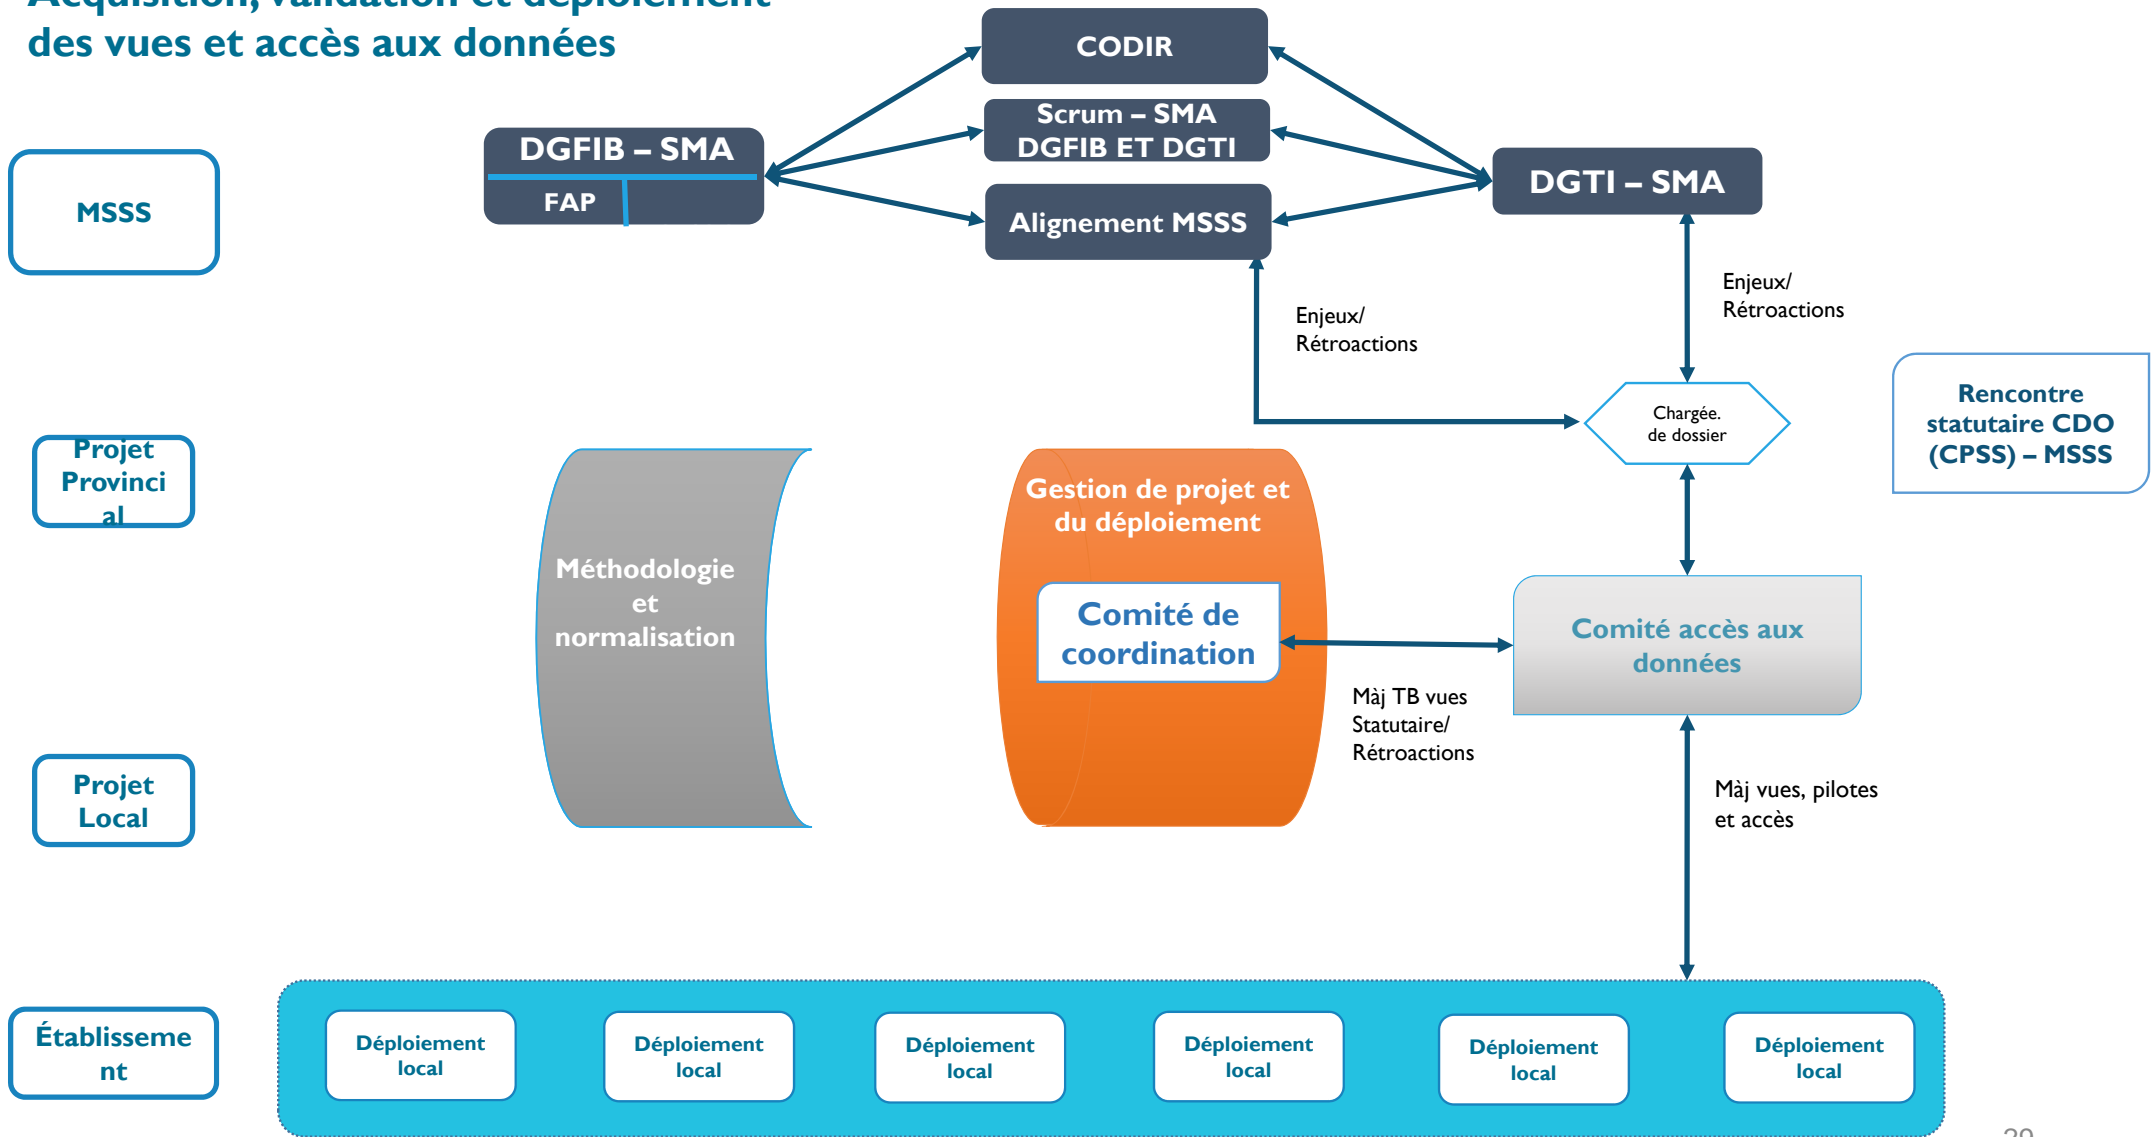 Acquisition, validation et déploiement
des vues et accès aux données
CODIR
Scrum – SMA
DGFIB ET DGTI
DGFIB – SMA
FAP
Alignement MSSS
DGTI – SMA
MSSS
Enjeux/
Rétroactions
Enjeux/
Rétroactions
Chargée.
de dossier
Rencontre
statutaire CDO
(CPSS) – MSSS
Projet
Provinci
al
Méthodologie
et
normalisation
Gestion de projet et
du déploiement
Comité de
coordination
Comité accès aux
données
Màj TB vues
Statutaire/
Rétroactions
Projet
Local
Màj vues, pilotes
et accès
Établisseme
nt
Déploiement
local
Déploiement
local
Déploiement
local
Déploiement
local
Déploiement
local
Déploiement
local